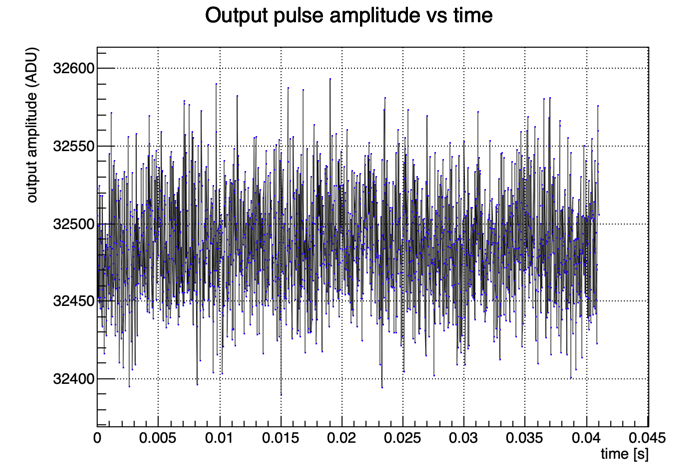 Output pulse amplitude vs time
output amplitude (ADU)
32600
32550
32500
32450
32400
0 0.005 0.01 0.015 0.02 0.025 0.03 0.035 0.04 0.045
time [s]